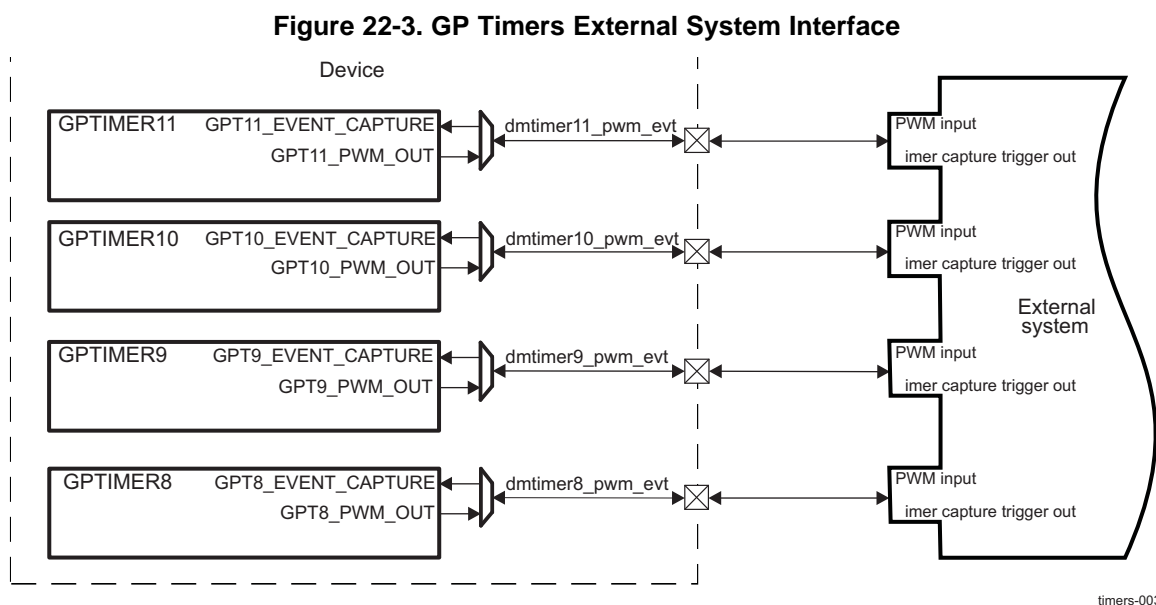 Figure 22-3. GP Timers External System Interface
Device
GPTIMER11
GPT11_EVENT_CAPTURE
GPT11_PWM_OUT
dmtimer11_pwm_evt
PWM input
imer capture trigger out
GPTIMER10
GPT10_EVENT_CAPTURE
GPT10_PWM_OUT
dmtimer10_pwm_evt
PWM input
imer capture trigger out
External
system
GPTIMER9
GPT9_EVENT_CAPTURE
GPT9_PWM_OUT
dmtimer9_pwm_evt
PWM input
imer capture trigger out
GPTIMER8
GPT8_EVENT_CAPTURE
GPT8_PWM_OUT
dmtimer8_pwm_evt
PWM input
imer capture trigger out
timers-003